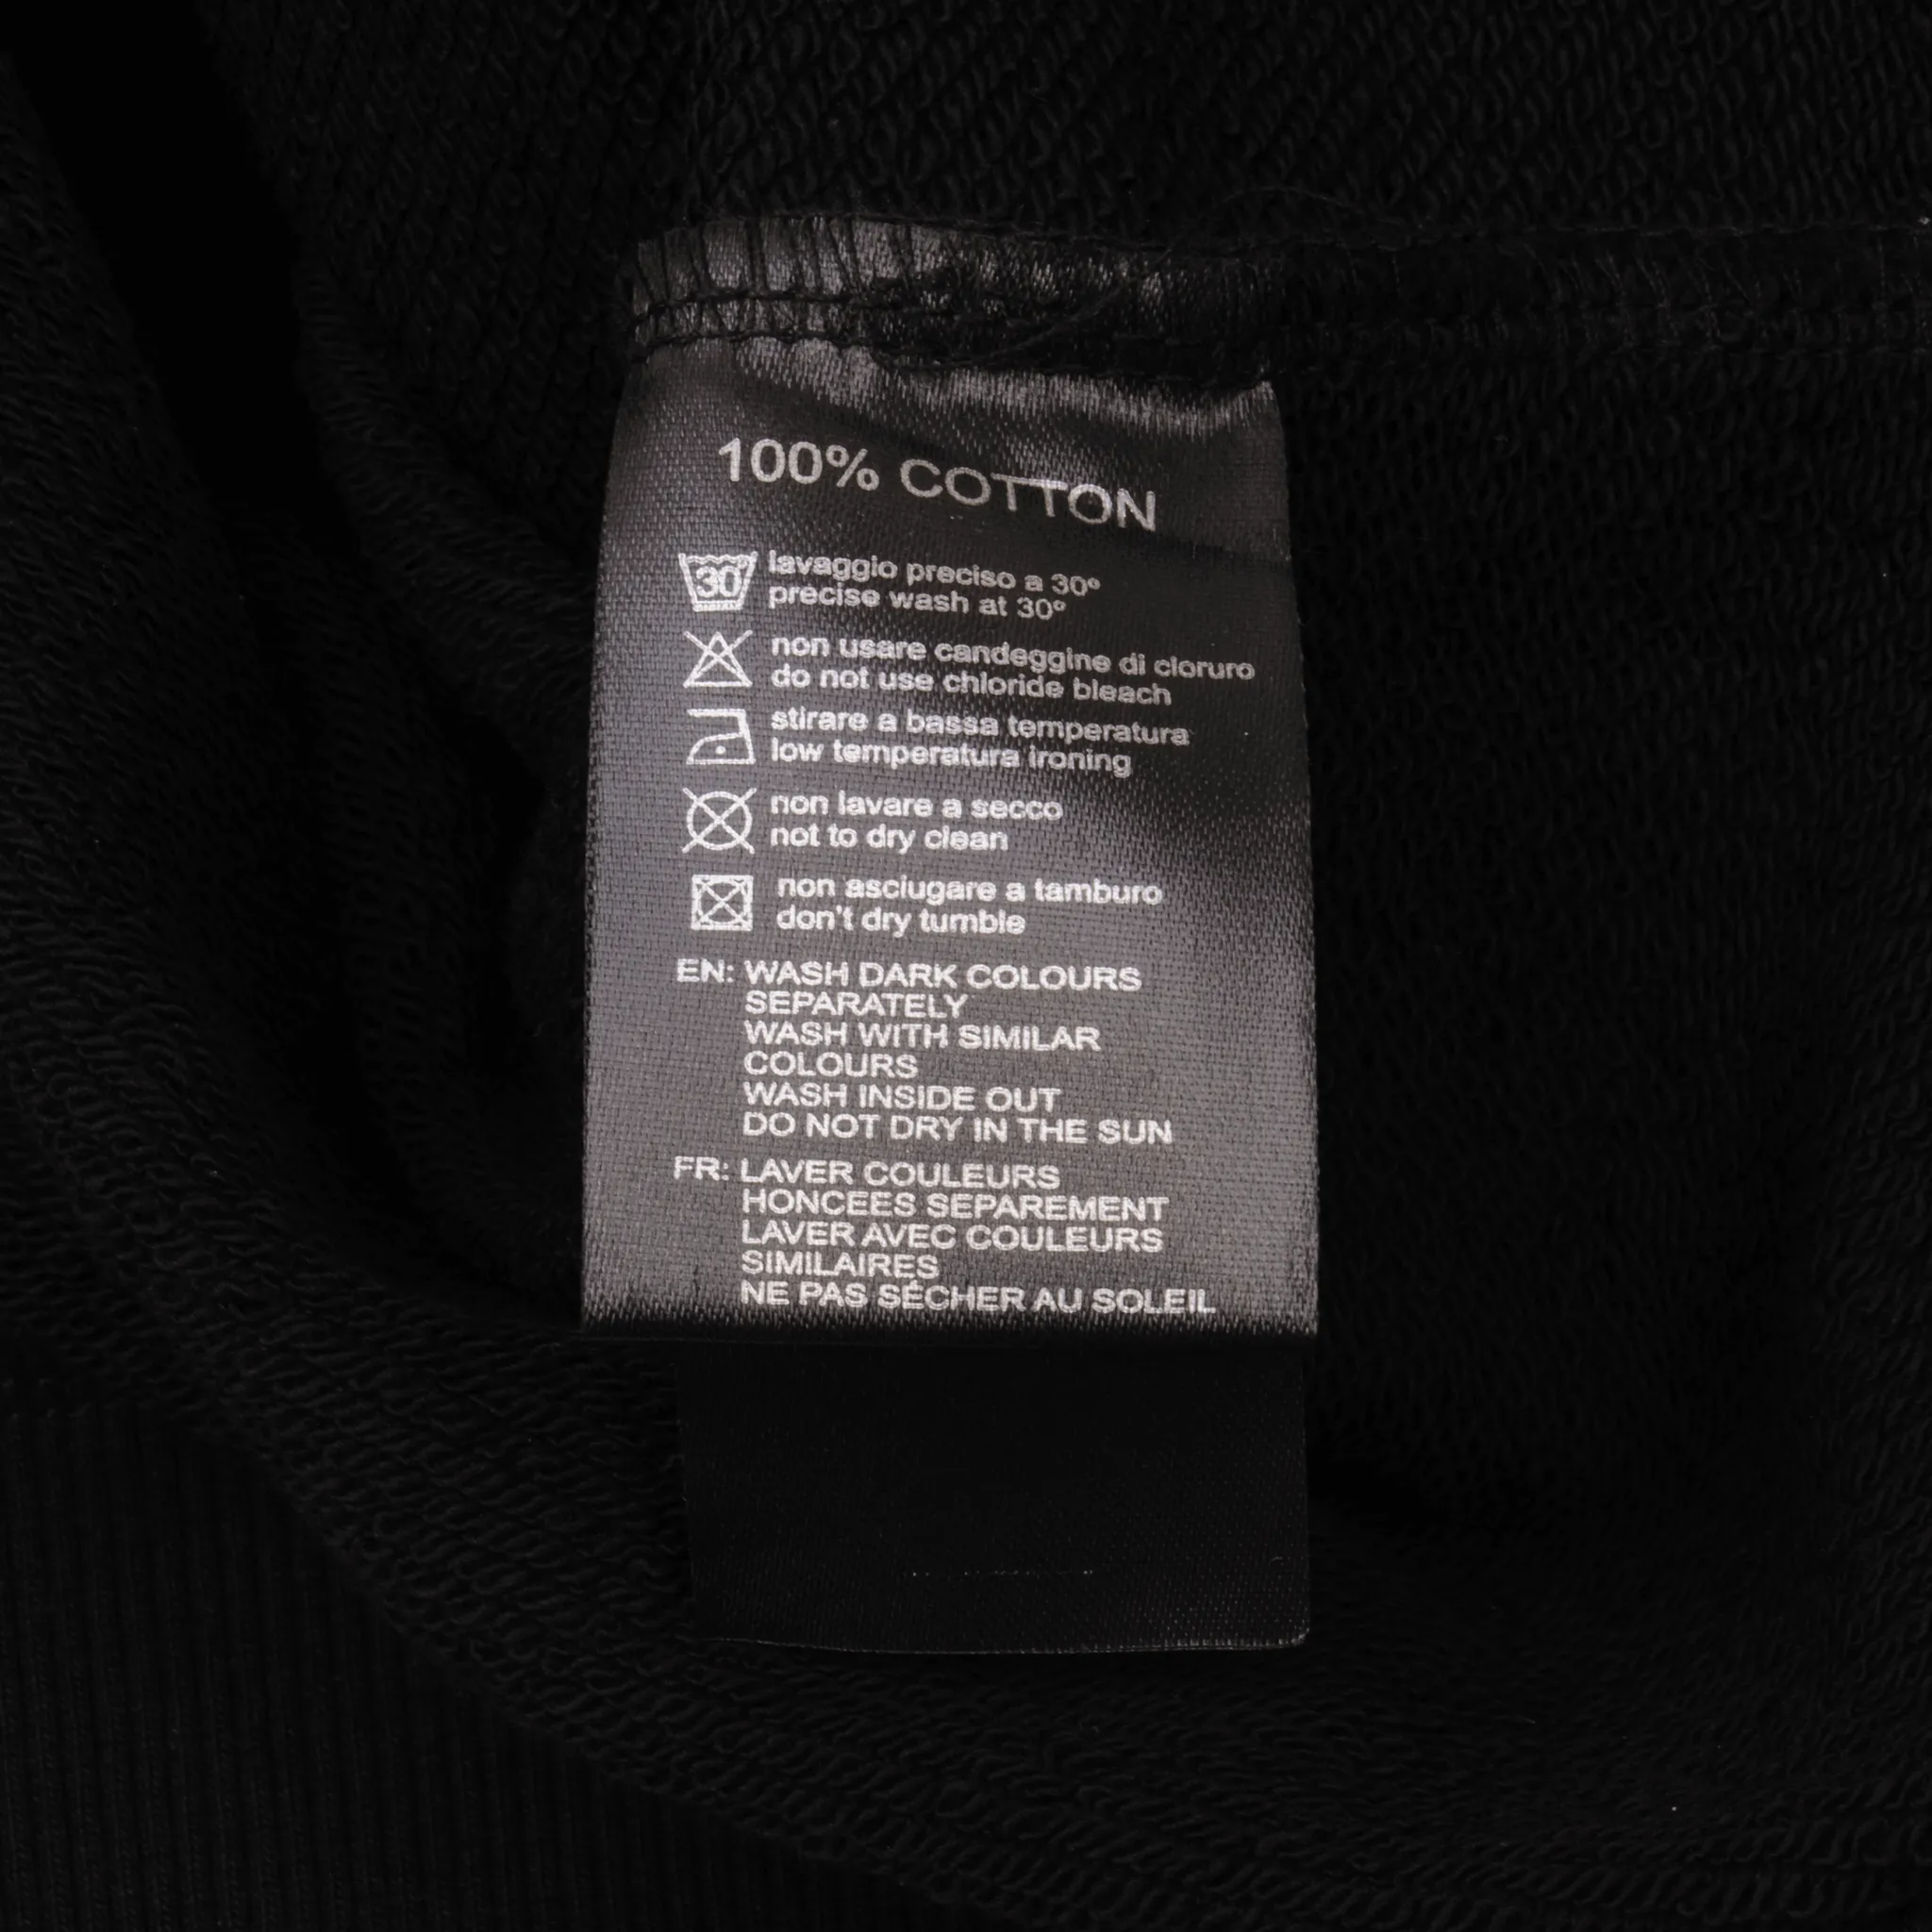 100% COTTON
30
lavaggio preciso a 30º
precise wash at 30º
non usare candeggine di cloruro
do not use chloride bleach
stirare a bassa temperatura
low temperatura ironing
non lavare a secco
not to dry clean
non asciugare a tamburo
don't dry tumble
EN: WASH DARK COLOURS
SEPARATELY
WASH WITH SIMILAR
COLOURS
WASH INSIDE OUT
DO NOT DRY IN THE SUN
FR: LAVER COULEURS
HONCEES SEPAREMENT
LAVER AVEC COULEURS
SIMILAIRES
NE PAS SÉCHER AU SOLEIL